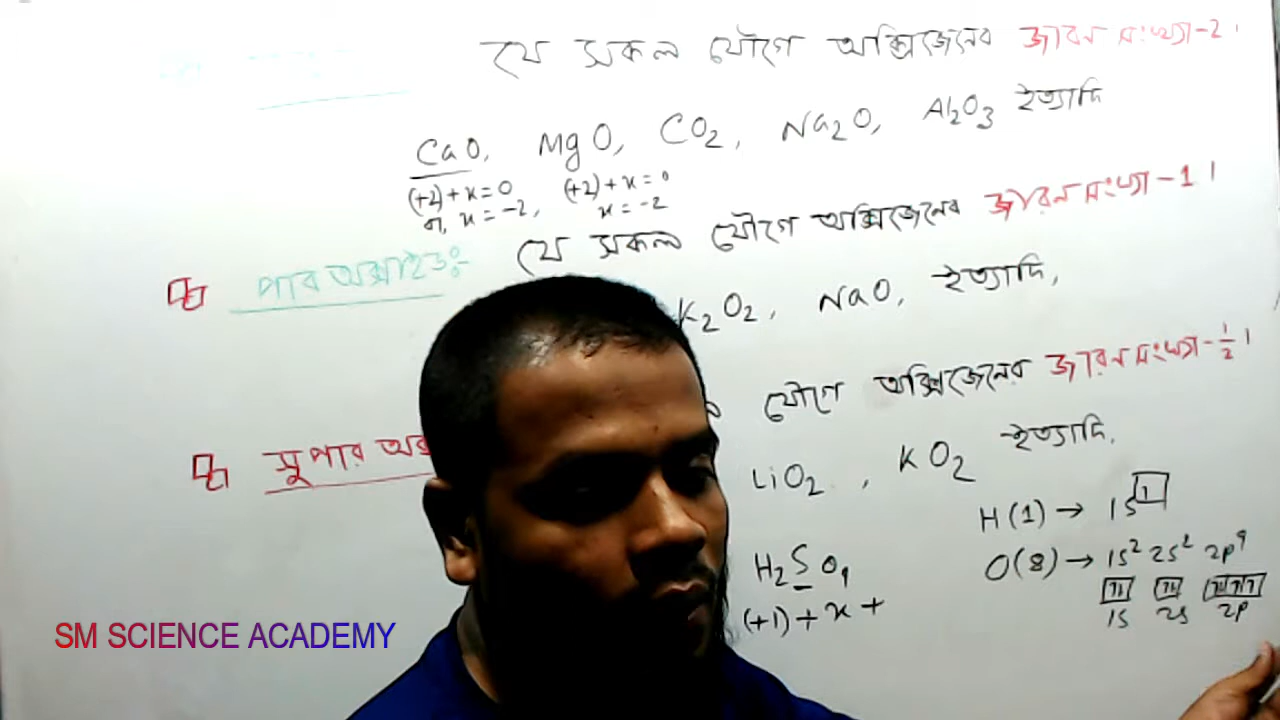 যে সকল যৌগে অক্সিজেনের জারন সংখ্যা-2।
CaO, MgO, CO2, Na2O, Al2O3 ইত্যাদি
(+2)+x=0 (+2)+x=0
বা, x=-2, x=-2
পার অক্সাইডঃ- যে সকল যৌগে অক্সিজেনের জারন সংখ্যা-1।
K2O2, NaO, ইত্যাদি,
সুপার অক্স যৌগে অক্সিজেনের জারন সংখ্যা-1/2।
LiO2, KO2 ইত্যাদি,
H(1)→ 1s1
H2SO4 O(8)→ 1s2 2s2 2p4
(+1)+x+ 1s 2s 2p
SM SCIENCE ACADEMY